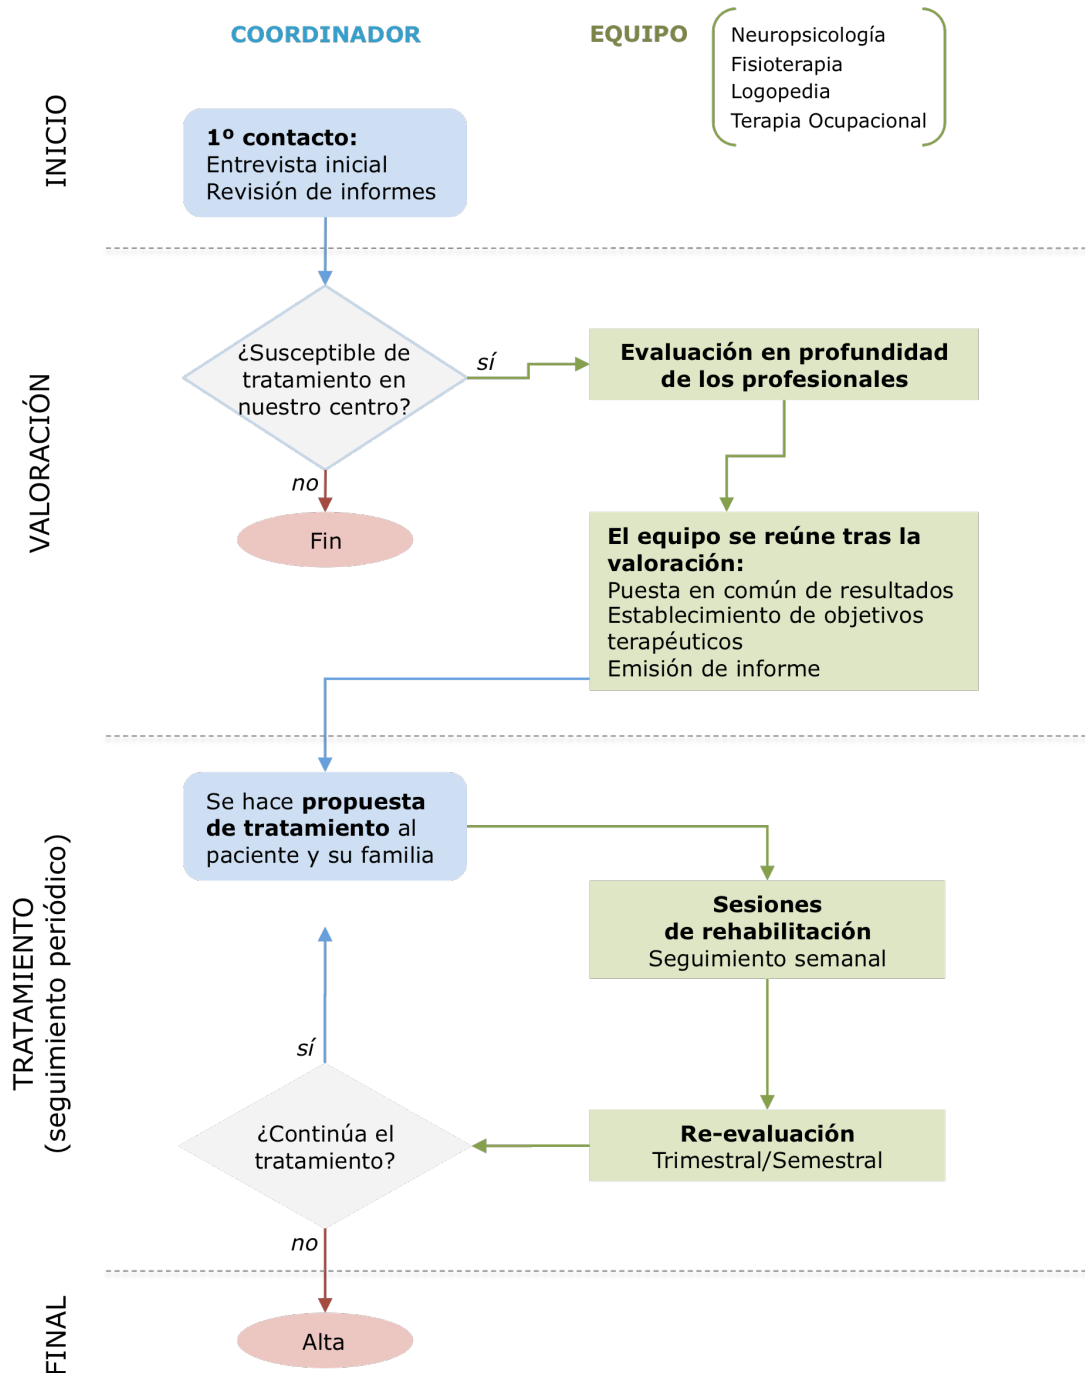 COORDINADOR
EQUIPO
Neuropsicología
Fisioterapia
Logopedia
Terapia Ocupacional
INICIO
1º contacto:
Entrevista inicial
Revisión de informes
VALORACIÓN
¿Susceptible de
tratamiento en
nuestro centro?
sí
Evaluación en profundidad
de los profesionales
no
Fin
El equipo se reúne tras la
valoración:
Puesta en común de resultados
Establecimiento de objetivos
terapéuticos
Emisión de informe
TRATAMIENTO
(seguimiento periódico)
Se hace propuesta
de tratamiento al
paciente y su familia
Sesiones
de rehabilitación
Seguimiento semanal
sí
¿Continúa el
tratamiento?
Re-evaluación
Trimestral/Semestral
no
FINAL
Alta